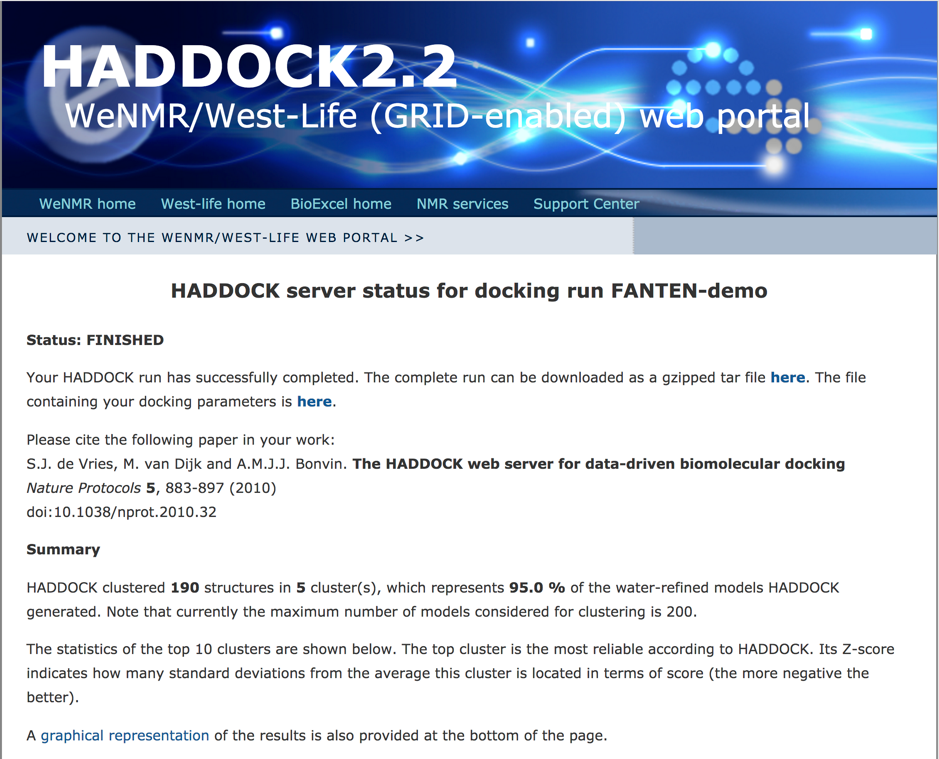 HADDOCK2.2
WeNMR/West-Life (GRID-enabled) web portal
WeNMR home West-life home BioExcel home NMR services Support Center
WELCOME TO THE WENMR/WEST-LIFE WEB PORTAL >>
HADDOCK server status for docking run FANTEN-demo
Status: FINISHED
Your HADDOCK run has successfully completed. The complete run can be downloaded as a gzipped tar file here. The file
containing your docking parameters is here.
Please cite the following paper in your work:
S.J. de Vries, M. van Dijk and A.M.J.J. Bonvin. The HADDOCK web server for data-driven biomolecular docking
Nature Protocols 5, 883-897 (2010)
doi:10.1038/nprot.2010.32
Summary
HADDOCK clustered 190 structures in 5 cluster(s), which represents 95.0 % of the water-refined models HADDOCK
generated. Note that currently the maximum number of models considered for clustering is 200.
The statistics of the top 10 clusters are shown below. The top cluster is the most reliable according to HADDOCK. Its Z-score
indicates how many standard deviations from the average this cluster is located in terms of score (the more negative the
better).
A graphical representation of the results is also provided at the bottom of the page.